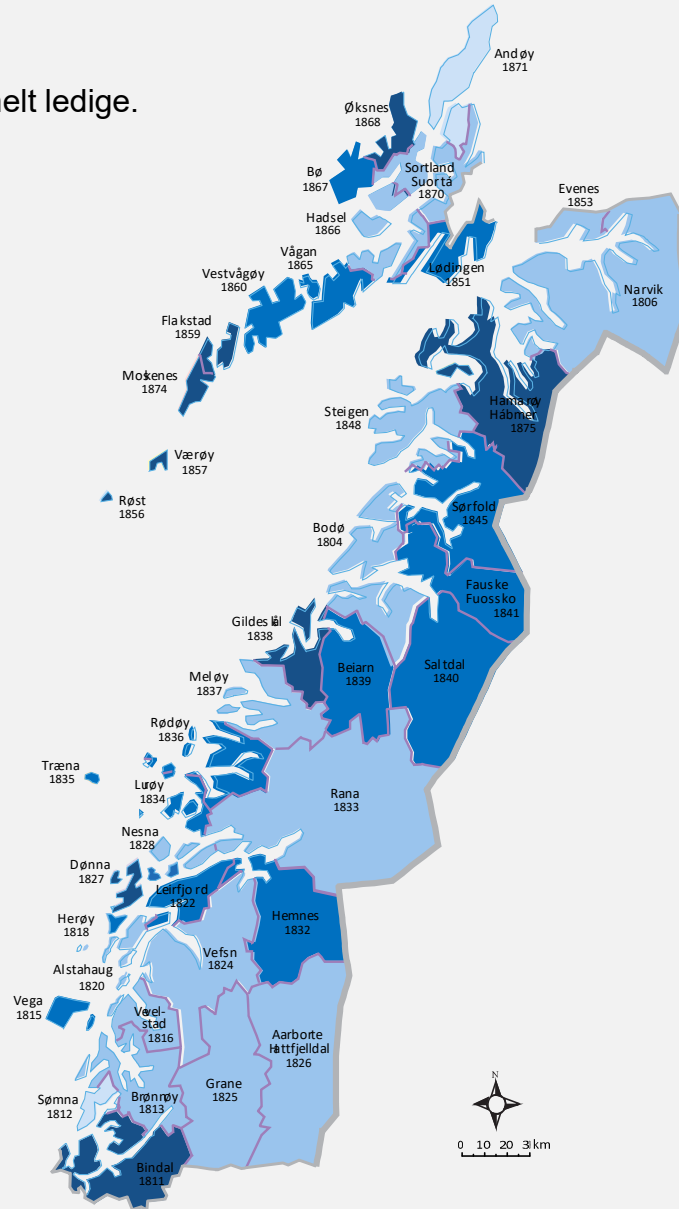 nelt ledige.
Andøy
1871
Øksnes
1868
Bø
1867
Sortland
Suortá
1870
Evenes
1853
Hadsel
1866
Vågan
1865
Vestvågøy
1860
Lødingen
1851
Narvik
1806
Flakstad
1859
Moskenes
1874
Steigen
1848
Hamarøy
Hábmer
1875
Værøy
1857
Røst
1856
Sørfold
1845
Bodø
1804
Fauske
Fuossko
1841
Gildeskål
1838
Beiarn
1839
Saltdal
1840
Meløy
1837
Rødøy
1836
Træna
1835
Lurøy
1834
Rana
1833
Nesna
1828
Dønna
1827
Leirfjord
1822
Herøy
1818
Hemnes
1832
Vefsn
1824
Alstahaug
1820
Vega
1815
Vevel-
stad
1816
Aarborte
Hattfjelldal
1826
Grane
1825
Sømna
1812
Brønnøy
1813
Bindal
1811
N
0 10 20 30 km